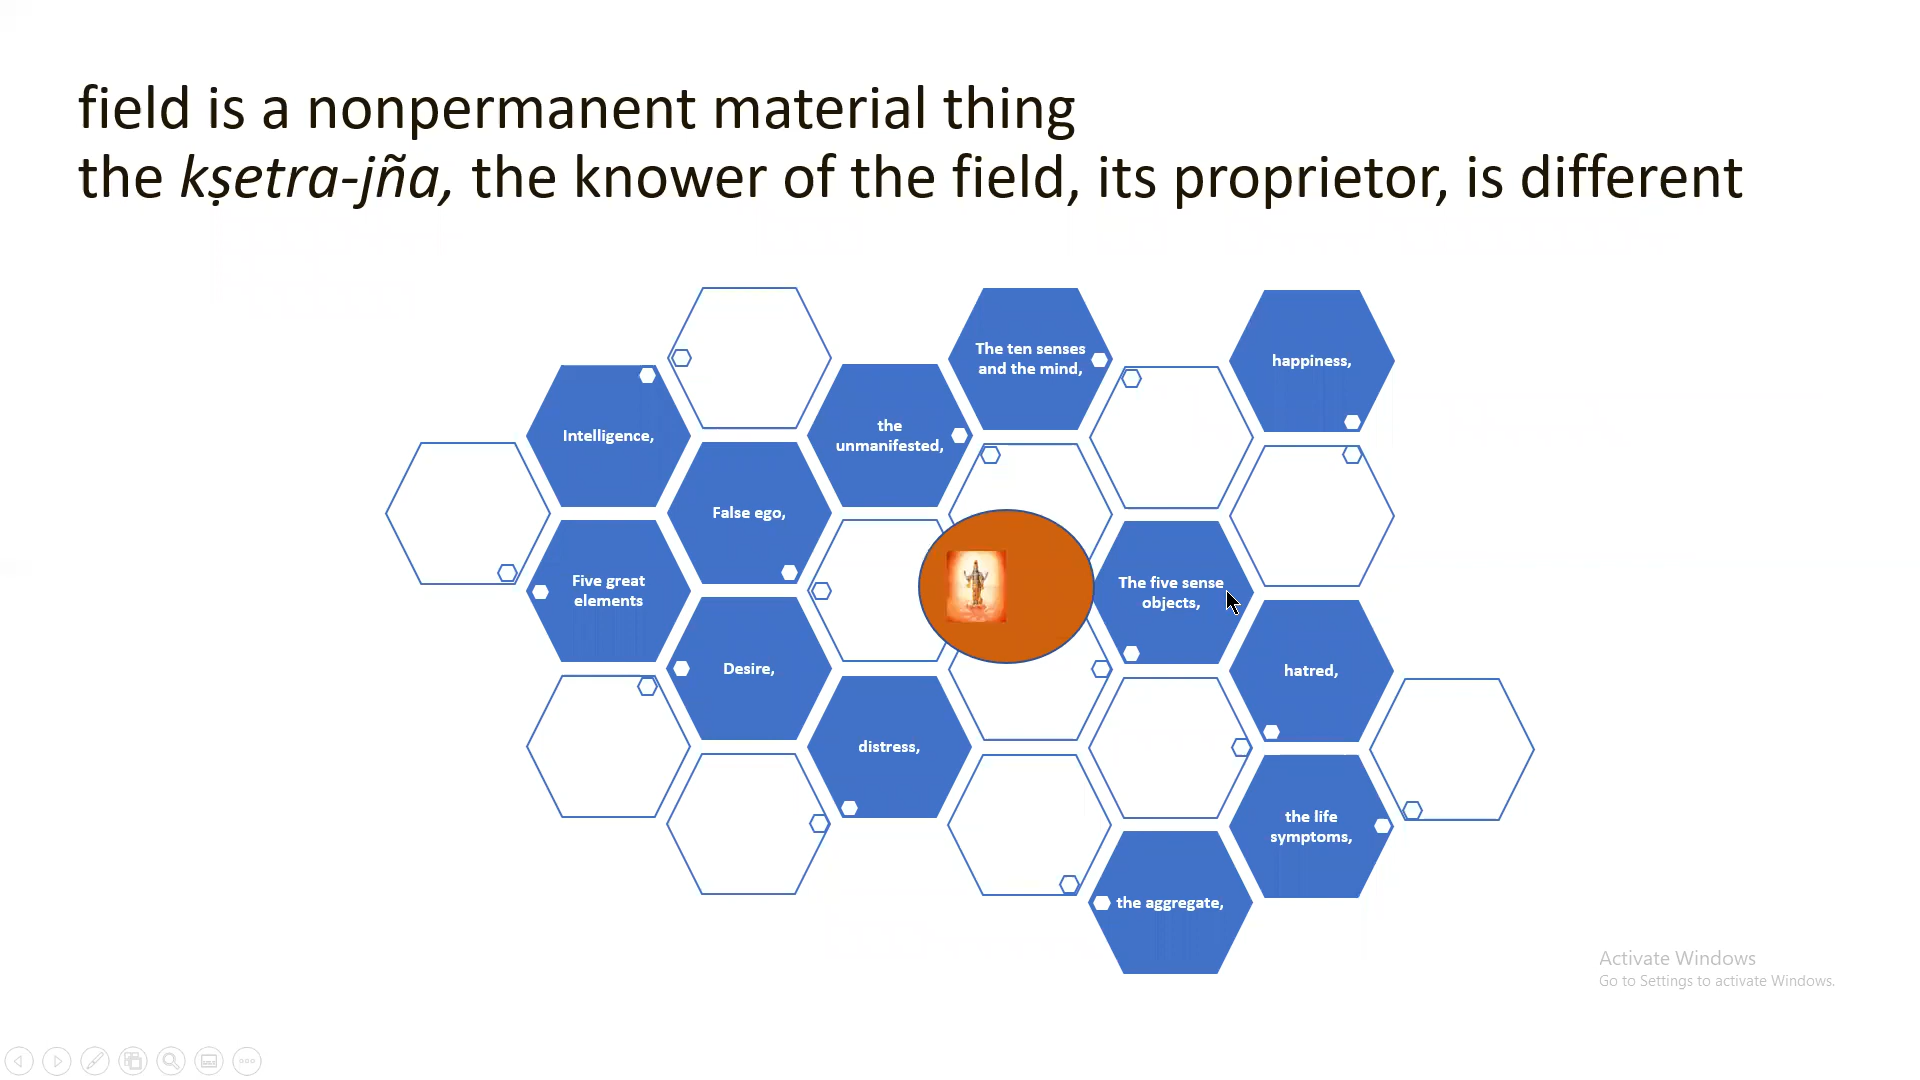 field is a nonpermanent material thing
the kṣetra-jña, the knower of the field, its proprietor, is different
The ten senses
and the mind,
happiness,
Intelligence,
the
unmanifested,
False ego,
Five great
elements
The five sense
objects,
Desire,
hatred,
distress,
the life
symptoms,
the aggregate,
Activate Windows
Go to Settings to activate Windows.